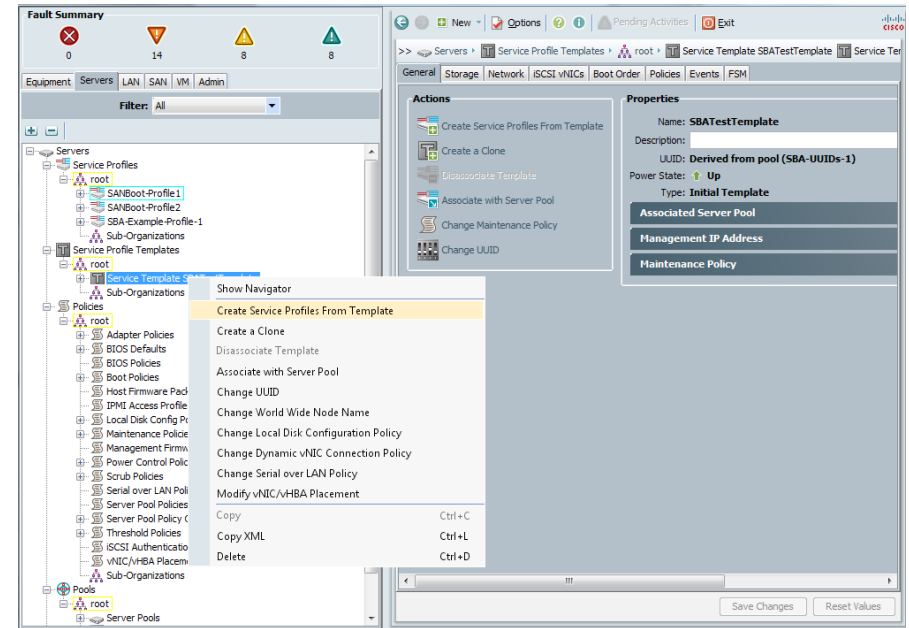 Fault Summary
0 14 8 8
Equipment Servers LAN SAN VM Admin
Filter: All
Servers
Service Profiles
root
SANBoot-Profile1
SANBoot-Profile2
SBA-Example-Profile-1
Sub-Organizations
Service Profile Templates
root
Service Template
Sub-Organizations
Policies
root
Adapter Policies
BIOS Defaults
BIOS Policies
Boot Policies
Host Firmware Pack
IPMI Access Profile
Local Disk Config Po
Maintenance Policie
Management Firmw
Power Control Polic
Scrub Policies
Serial over LAN Poli
Server Pool Policies
Server Pool Policy
Threshold Policies
iSCSI Authenticatio
vNIC/vHBA Placem
Sub-Organizations
Pools
root
Server Pools
Show Navigator
Create Service Profiles From Template
Create a Clone
Disassociate Template
Associate with Server Pool
Change UUID
Change World Wide Node Name
Change Local Disk Configuration Policy
Change Dynamic vNIC Connection Policy
Change Serial over LAN Policy
Modify vNIC/vHBA Placement
Copy Ctrl+C
Copy XML Ctrl+L
Delete Ctrl+D
New Options Pending Activities Exit
cisco
>> Servers Service Profile Templates root Service Template SBATestTemplate Service Ter
General Storage Network iSCSI vNICs Boot Order Policies Events FSM
Actions
Create Service Profiles From Template
Create a Clone
Disassociate Template
Associate with Server Pool
Change Maintenance Policy
Change UUID
Properties
Name: SBATestTemplate
Description:
UUID: Derived from pool (SBA-UUIDs-1)
Power State: Up
Type: Initial Template
Associated Server Pool
Management IP Address
Maintenance Policy
Save Changes Reset Values